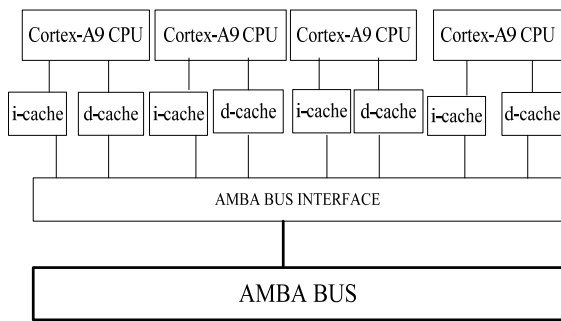 Cortex-A9 CPU Cortex-A9 CPU Cortex-A9 CPU Cortex-A9 CPU
i-cache d-cache i-cache d-cache i-cache d-cache i-cache d-cache
AMBA BUS INTERFACE
AMBA BUS